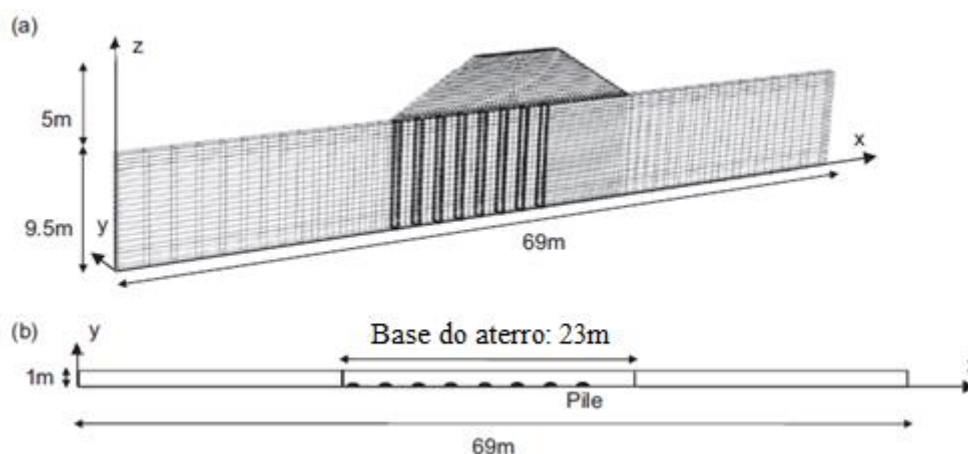 (a)
z
5m
x
9.5m
y
69m
(b)
y
Base do aterro: 23m
1m
Pile
69m